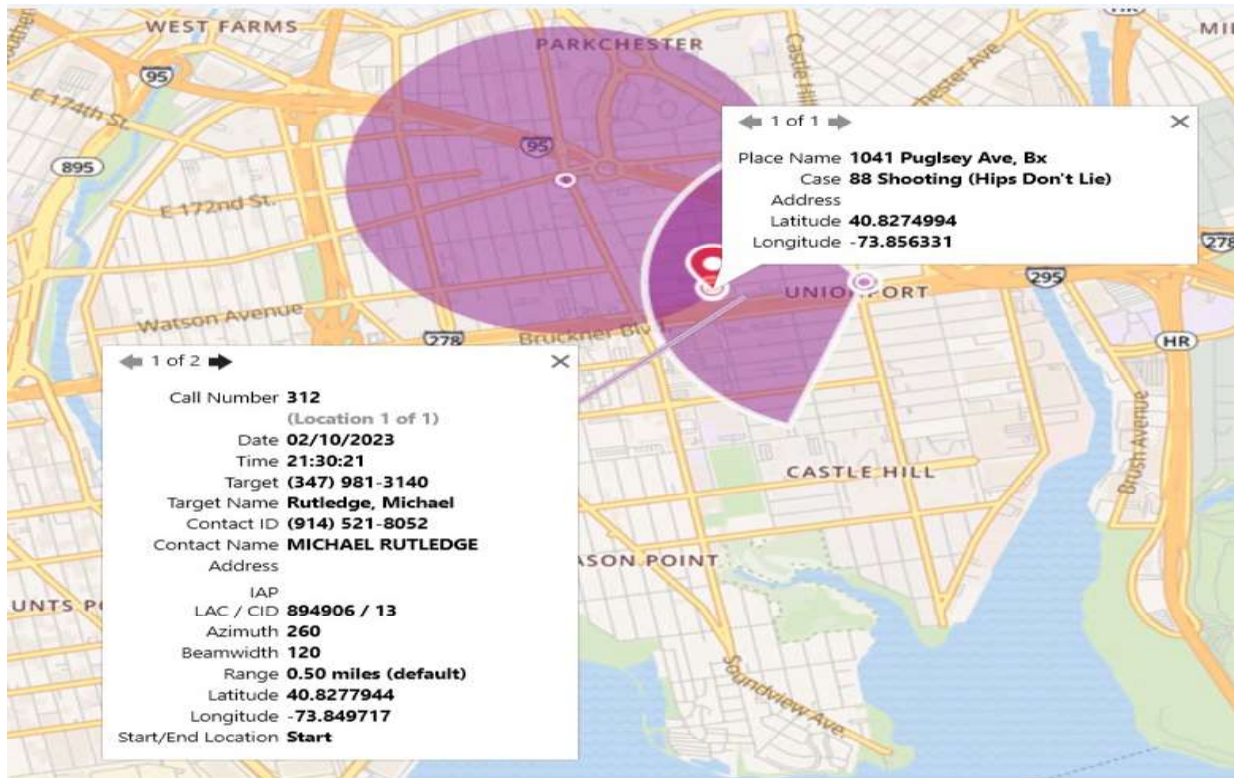 WEST FARMS
PARKCHESTER
95
E 174th St.
Castle Hill
895
95
E 172nd St.
1 of 1
Place Name 1041 Puglsey Ave, Bx
Case 88 Shooting (Hips Don't Lie)
Address
Latitude 40.8274994
Longitude -73.856331
278
UNIONPORT
295
Watson Avenue
278
Bruckner Blvd
HR
1 of 2
Call Number 312
(Location 1 of 1)
Date 02/10/2023
Time 21:30:21
Target (347) 981-3140
Target Name Rutledge, Michael
Contact ID (914) 521-8052
Contact Name MICHAEL RUTLEDGE
Address
IAP
LAC / CID 894906 / 13
Azimuth 260
Beamwidth 120
Range 0.50 miles (default)
Latitude 40.8277944
Longitude -73.849717
Start/End Location Start
CASTLE HILL
Brush Avenue
ASON POINT
UNTS P
Soundview Ave.